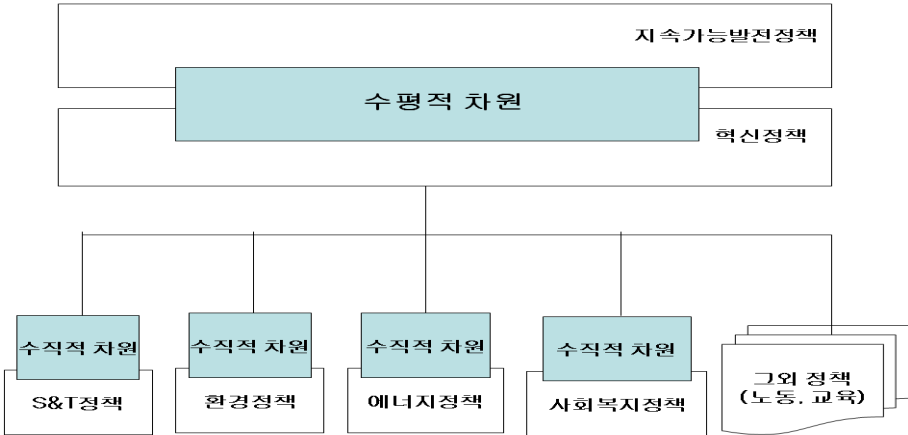 지속가능발전정책
수평적 차원
혁신정책
수직적 차원
수직적 차원
수직적 차원
수직적 차원
S&T정책
환경정책
에너지정책
사회복지정책
그외 정책
(노동, 교육)